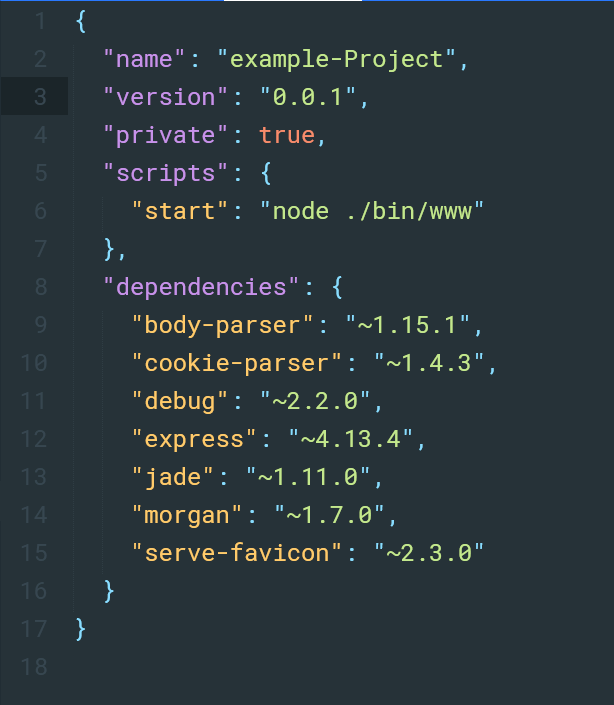 1 {
2   "name": "example-Project",
3   "version": "0.0.1",
4   "private": true,
5   "scripts": {
6     "start": "node ./bin/www"
7   },
8   "dependencies": {
9     "body-parser": "~1.15.1",
10     "cookie-parser": "~1.4.3",
11     "debug": "~2.2.0",
12     "express": "~4.13.4",
13     "jade": "~1.11.0",
14     "morgan": "~1.7.0",
15     "serve-favicon": "~2.3.0"
16   }
17 }
18